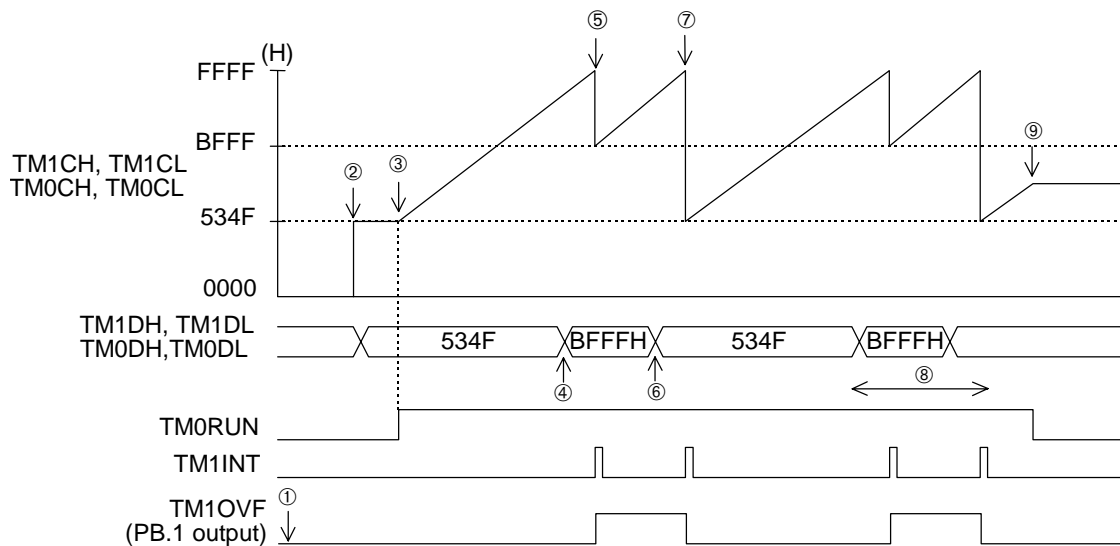 (H)
⑤
⑦
FFFF
BFFF
⑨
TM1CH, TM1CL
TM0CH, TM0CL
②
③
534F
0000
TM1DH, TM1DL
TM0DH,TM0DL
534F
BFFFH
534F
BFFFH
④
⑥
⑧
TM0RUN
TM1INT
TM1OVF
(PB.1 output)
①